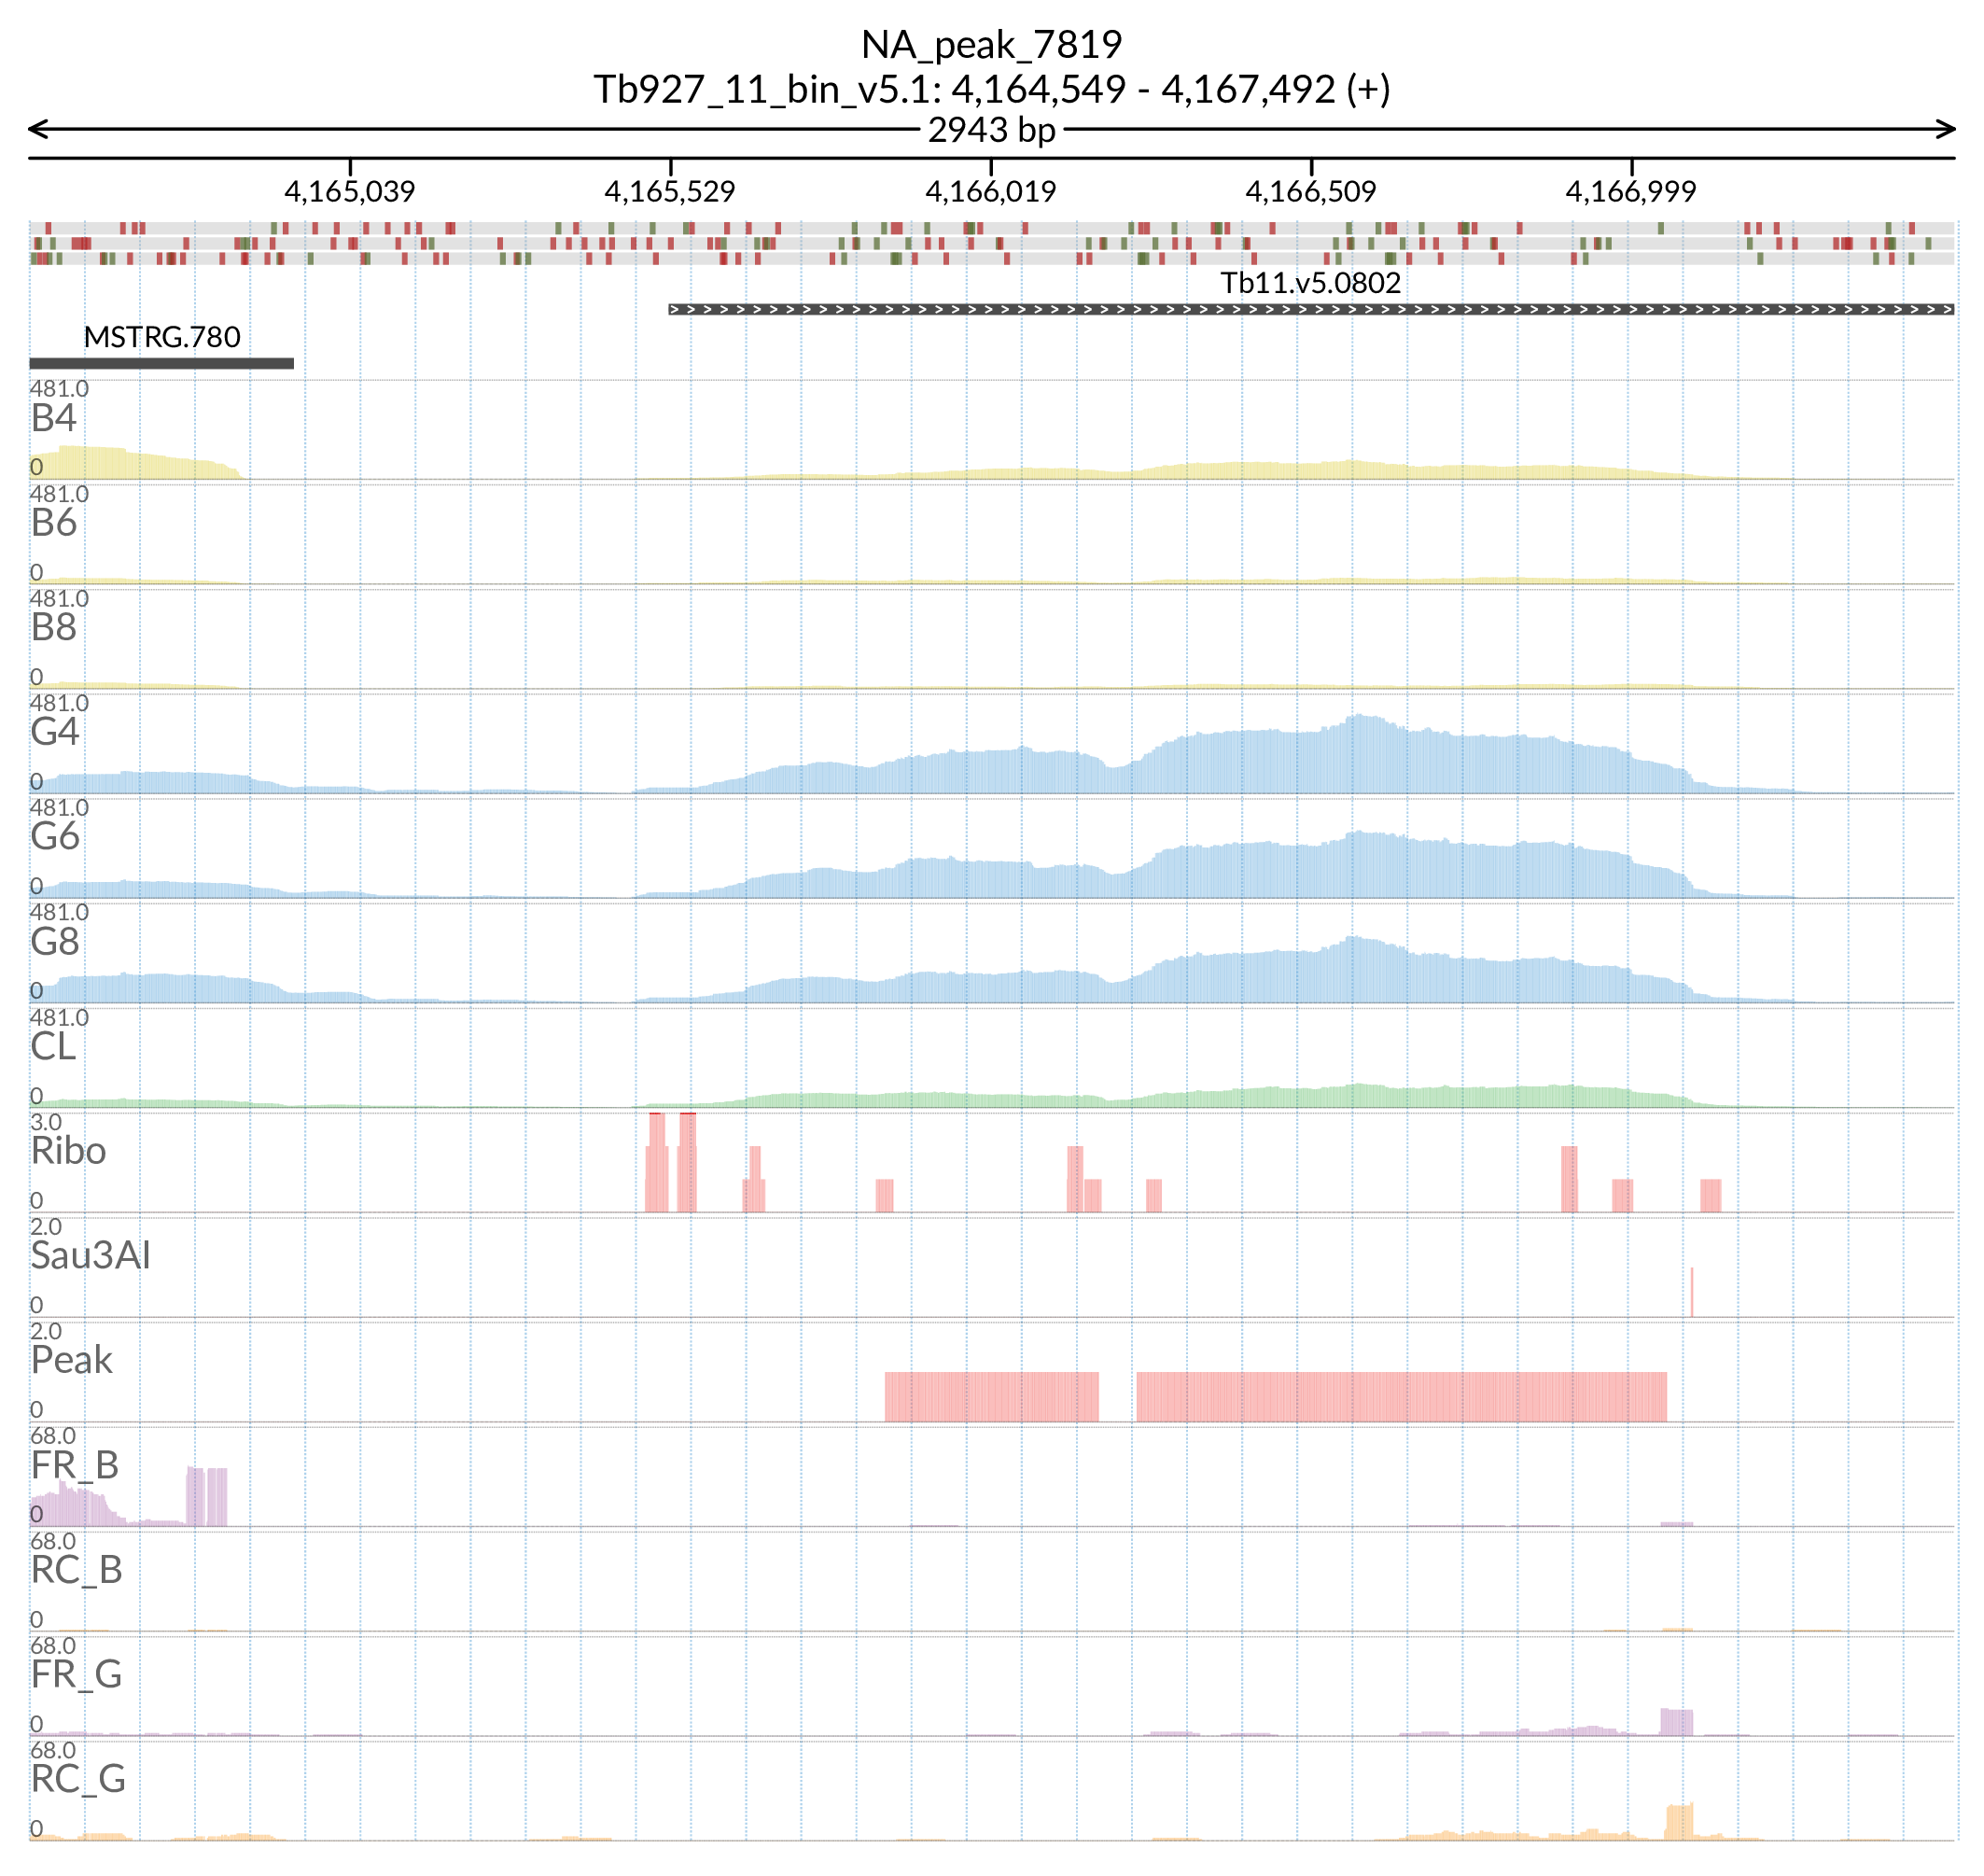 NA_peak_7819
Tb927_11_bin_v5.1: 4,164,549 - 4,167,492 (+)
2943 bp
4,165,039 4,165,529 4,166,019 4,166,509 4,166,999
Tb11.v5.0802
MSTRG.780
481.0
B4
0
481.0
B6
0
481.0
B8
0
481.0
G4
0
481.0
G6
0
481.0
G8
0
481.0
CL
0
3.0
Ribo
0
2.0
Sau3AI
0
2.0
Peak
0
68.0
FR_B
0
68.0
RC_B
0
68.0
FR_G
0
68.0
RC_G
0